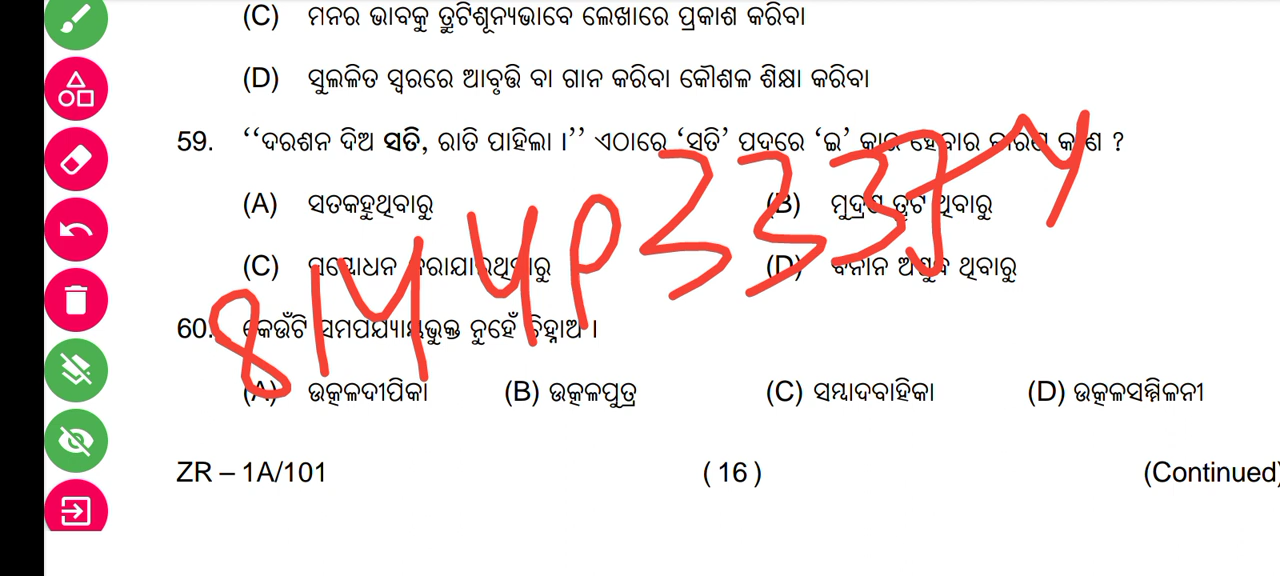 (C) ମନର ଭାବକୁ ତ୍ରୁଟିଶୂନ୍ୟଭାବେ ଲେଖାରେ ପ୍ରକାଶ କରିବା
(D) ସୁଲଳିତ ସ୍ୱରରେ ଆବୃତ୍ତି ବା ଗାନ କରିବା କୌଶଳ ଶିକ୍ଷା କରିବା
59. ‘‘ଦରଶନ ଦିଅ ସତି, ରାତି ପାହିଲା ।’’ ଏଠାରେ ‘ସତି’ ପଦରେ ‘ଇ’ କାର ହେବାର କାରଣ କ’ଣ ?
(A) ସତକହୁଥିବାରୁ (B) ମୁଦ୍ରଣ ତ୍ରୁଟି ଥିବାରୁ
(C) ସମ୍ବୋଧନ କରାଯାଇଥିବାରୁ (D) ବନାନ ଅଶୁଦ୍ଧ ଥିବାରୁ
60. କେଉଁଟି ସମପର୍ଯ୍ୟାୟଭୁକ୍ତ ନୁହେଁ ଚିହ୍ନାଅ ।
(A) ଉତ୍କଳଦୀପିକା (B) ଉତ୍କଳପୁତ୍ର (C) ସମ୍ବାଦବାହିକା (D) ଉତ୍କଳସମ୍ମିଳନୀ
ZR – 1A/101 (16) (Continued)